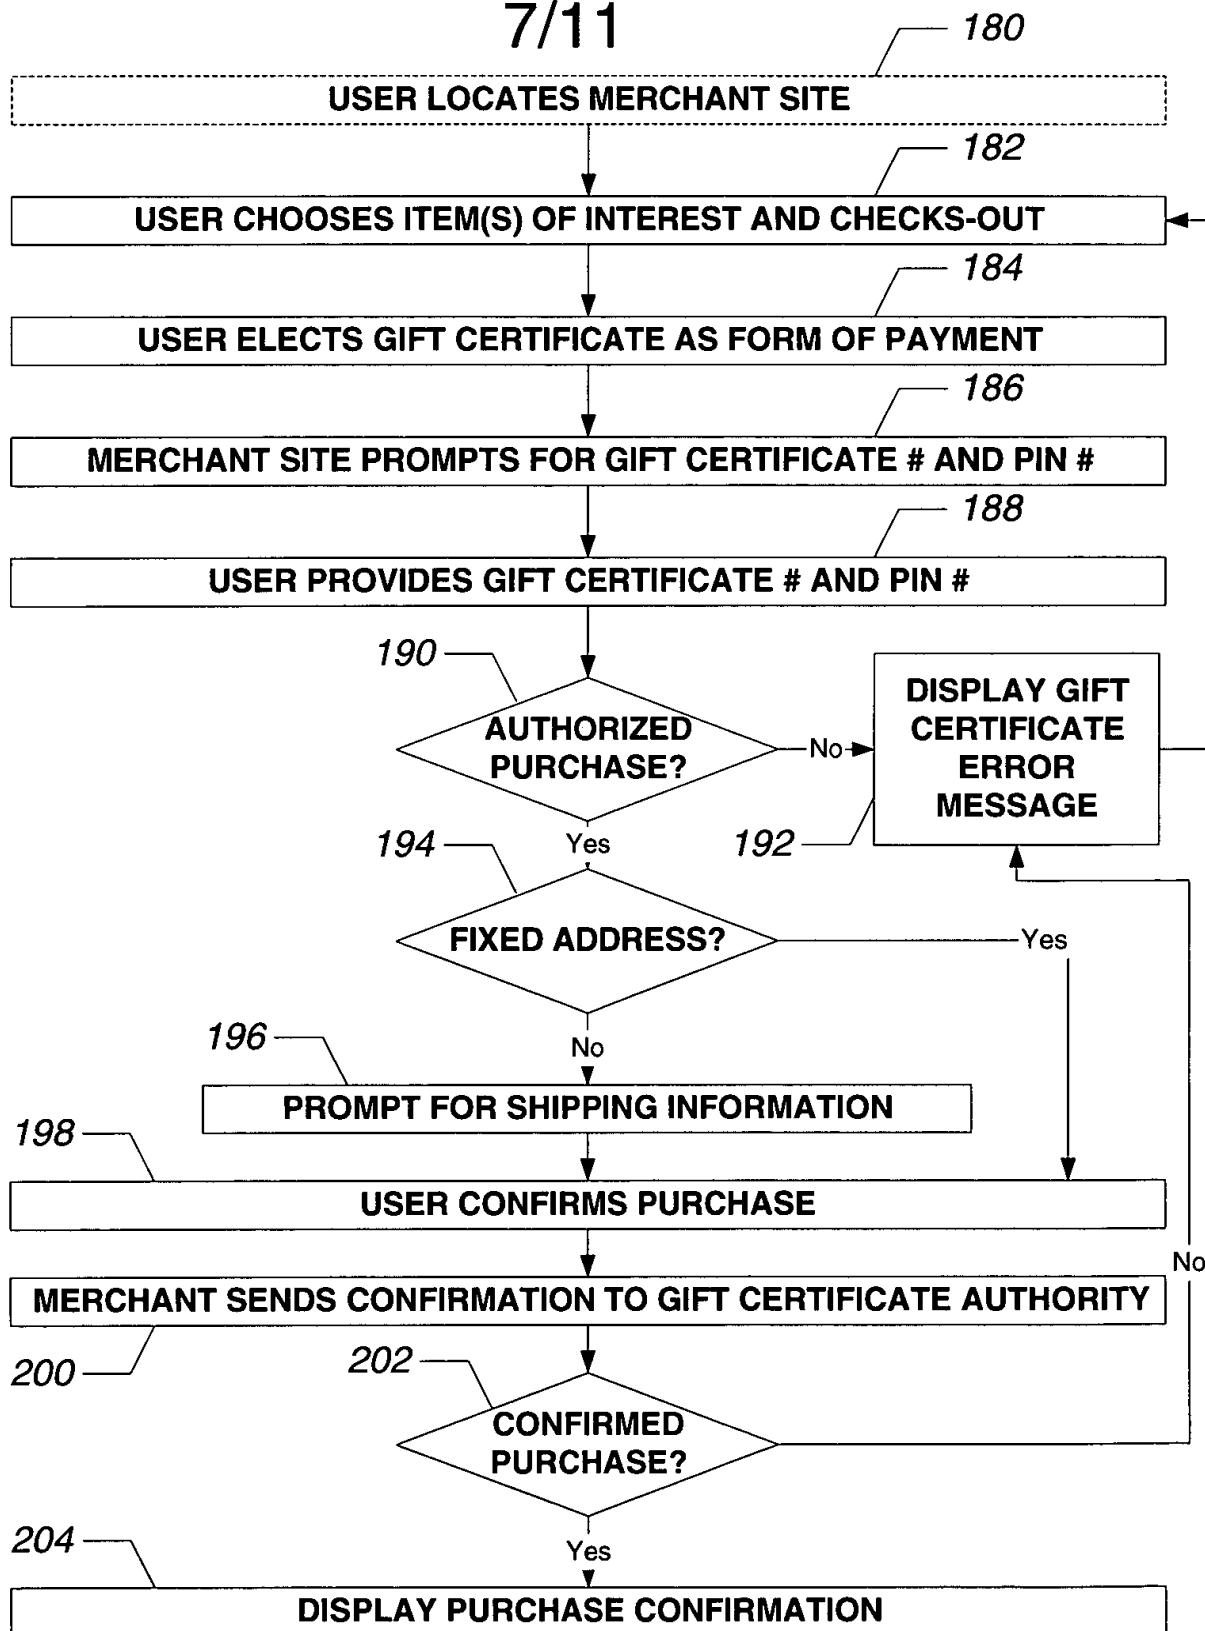 7/11
180
USER LOCATES MERCHANT SITE
182
USER CHOOSES ITEM(S) OF INTEREST AND CHECKS-OUT
184
USER ELECTS GIFT CERTIFICATE AS FORM OF PAYMENT
186
MERCHANT SITE PROMPTS FOR GIFT CERTIFICATE # AND PIN #
188
USER PROVIDES GIFT CERTIFICATE # AND PIN #
190
AUTHORIZED
PURCHASE?
No
DISPLAY GIFT
CERTIFICATE
ERROR
MESSAGE
192
Yes
194
FIXED ADDRESS?
Yes
No
196
PROMPT FOR SHIPPING INFORMATION
198
USER CONFIRMS PURCHASE
No
MERCHANT SENDS CONFIRMATION TO GIFT CERTIFICATE AUTHORITY
200
202
CONFIRMED
PURCHASE?
Yes
204
DISPLAY PURCHASE CONFIRMATION